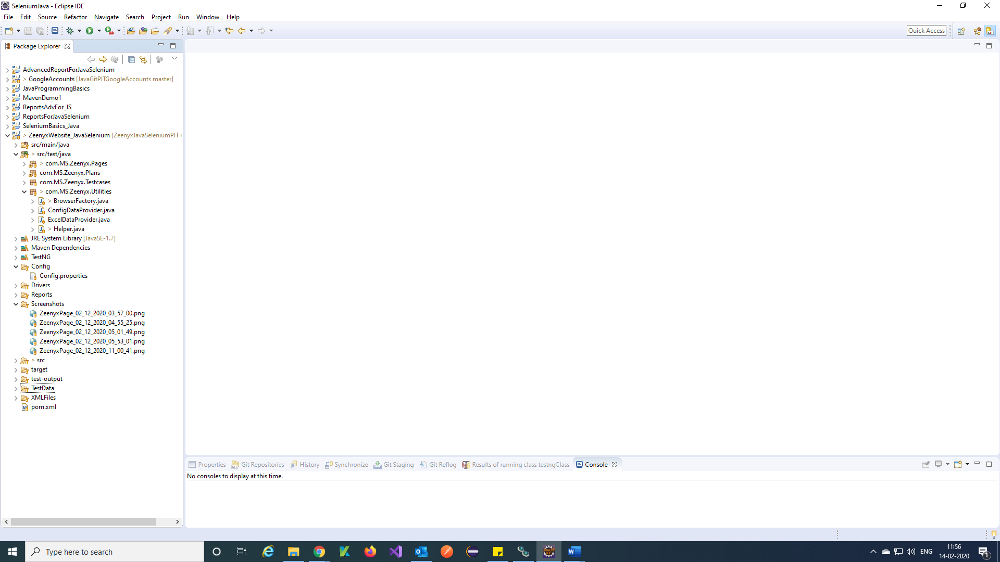 SeleniumJava - Eclipse IDE
File Edit Source Refactor Navigate Search Project Run Window Help
Quick Access
Package Explorer
AdvancedReportForJavaSelenium
> GoogleAccounts [JavaGitPJTGoogleAccounts master]
JavaProgrammingBasics
MavenDemo1
ReportsAdvFor_JS
ReportsForJavaSelenium
SeleniumBasics_Java
> ZeenyxWebsite_JavaSelenium [ZeenyxJavaSeleniumPJT
src/main/java
> src/test/java
> com.MS.Zeenyx.Pages
com.MS.Zeenyx.Plans
com.MS.Zeenyx.Testcases
> com.MS.Zeenyx.Utilities
> BrowserFactory.java
ConfigDataProvider.java
ExcelDataProvider.java
> Helper.java
JRE System Library [JavaSE-1.7]
Maven Dependencies
TestNG
Config
Config.properties
Drivers
Reports
Screenshots
ZeenyxPage_02_12_2020_03_57_00.png
ZeenyxPage_02_12_2020_04_55_25.png
ZeenyxPage_02_12_2020_05_01_49.png
ZeenyxPage_02_12_2020_05_53_01.png
ZeenyxPage_02_12_2020_11_00_41.png
> src
target
test-output
TestData
XMLFiles
pom.xml
Properties Git Repositories History Synchronize Git Staging Git Reflog Results of running class testngClass Console
No consoles to display at this time.
Type here to search
ENG
11:56
14-02-2020
1